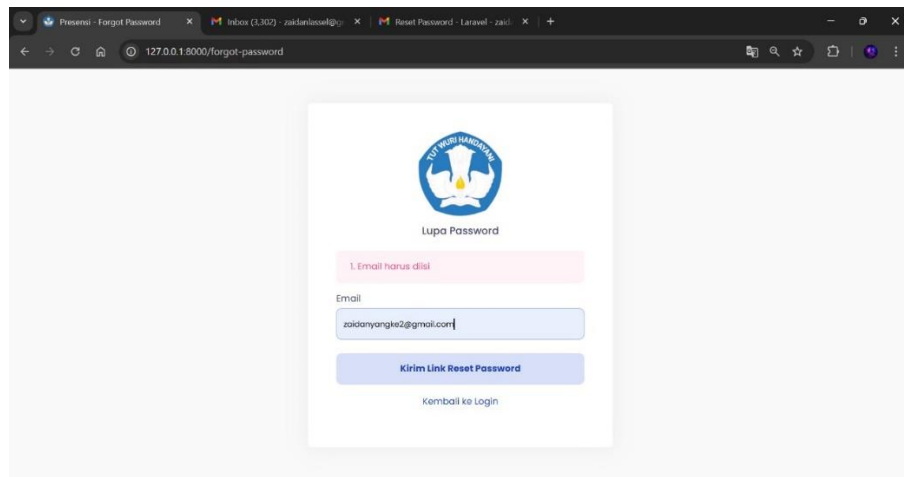 Presensi - Forgot Password
Inbox (3,302) - zaidanlassel@g
Reset Password - Laravel - zaid
127.0.0.1:8000/forgot-password
TUT WURI HANDAYANI
Lupa Password
1. Email harus diisi
Email
zaidanyangke2@gmail.com
Kirim Link Reset Password
Kembali ke Login